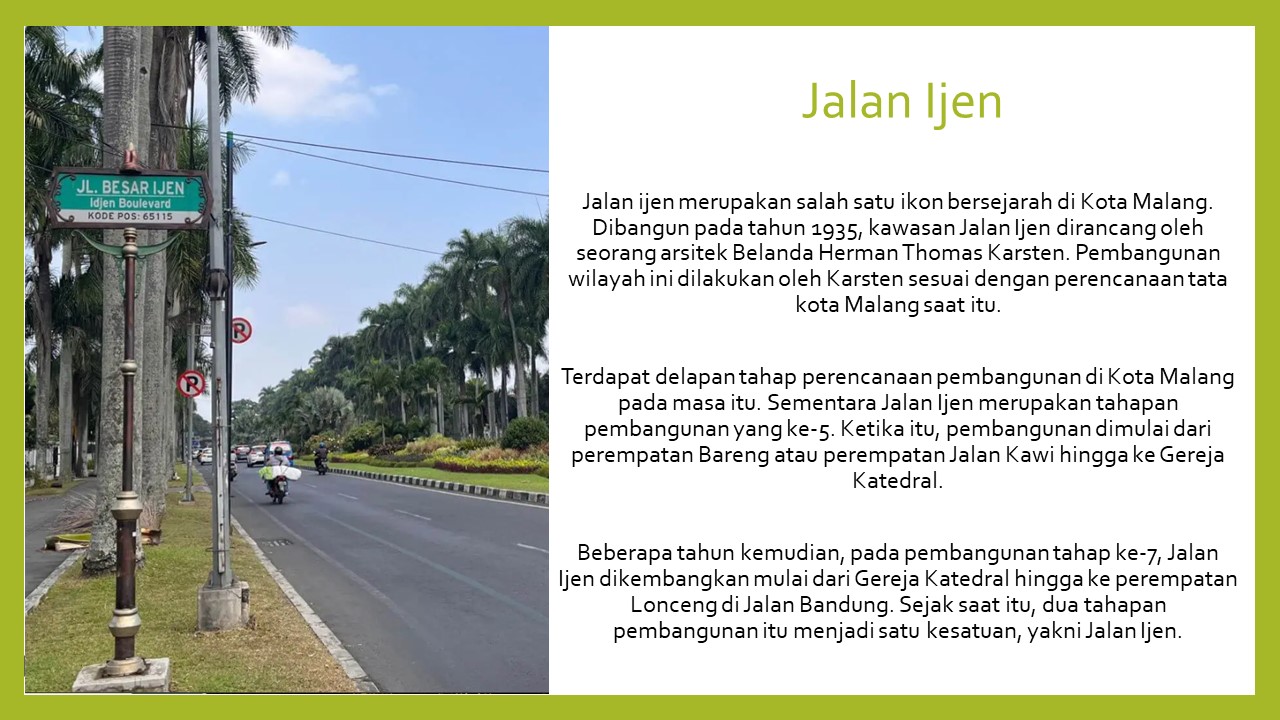 JL. BESAR IJEN
Idjen Boulevard
KODE POS: 65115
Jalan Ijen
Jalan ijen merupakan salah satu ikon bersejarah di Kota Malang.
Dibangun pada tahun 1935, kawasan Jalan Ijen dirancang oleh
seorang arsitek Belanda Herman Thomas Karsten. Pembangunan
wilayah ini dilakukan oleh Karsten sesuai dengan perencanaan tata
kota Malang saat itu.
Terdapat delapan tahap perencanaan pembangunan di Kota Malang
pada masa itu. Sementara Jalan Ijen merupakan tahapan
pembangunan yang ke-5. Ketika itu, pembangunan dimulai dari
perempatan Bareng atau perempatan Jalan Kawi hingga ke Gereja
Katedral.
Beberapa tahun kemudian, pada pembangunan tahap ke-7, Jalan
Ijen dikembangkan mulai dari Gereja Katedral hingga ke perempatan
Lonceng di Jalan Bandung. Sejak saat itu, dua tahapan
pembangunan itu menjadi satu kesatuan, yakni Jalan Ijen.